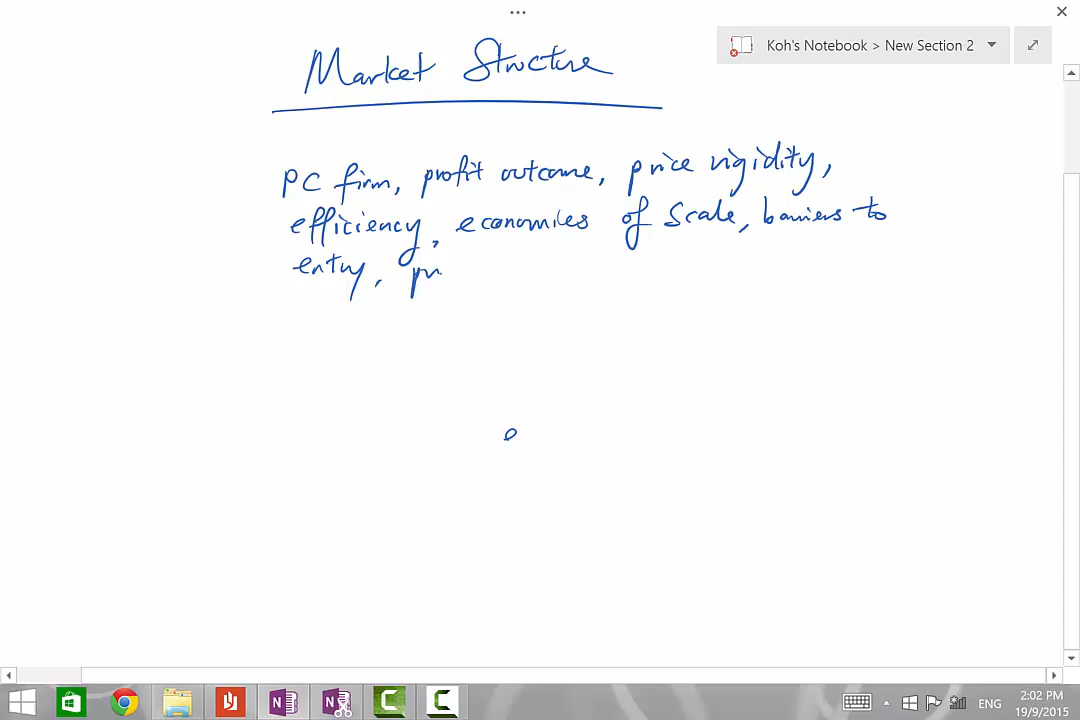 Koh's Notebook > New Section 2
Market Structure
PC firm, profit outcome, price rigidity,
efficiency, economies of scale, barriers to
entry,
ENG
2:02 PM
19/9/2015